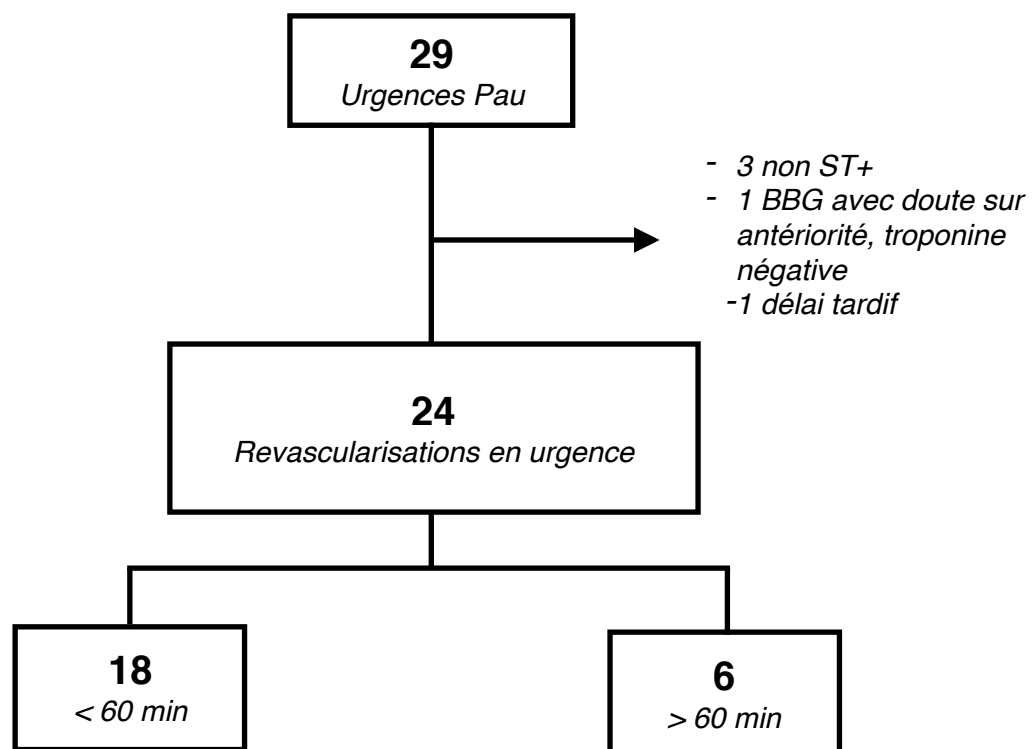 29
Urgences Pau
- 3 non ST+
- 1 BBG avec doute sur
antériorité, troponine
négative
-1 délai tardif
24
Revascularisations en urgence
18
< 60 min
6
> 60 min